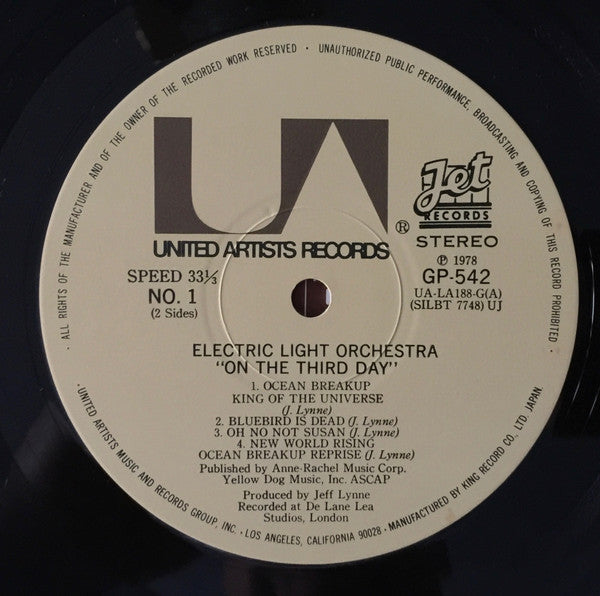 · ALL RIGHTS OF THE MANUFACTURER AND OF THE OWNER OF THE RECORDED WORK RESERVED · UNAUTHORIZED PUBLIC PERFORMANCE, BROADCASTING AND COPYING OF THIS RECORD PROHIBITED ·
UA
®
UNITED ARTISTS RECORDS
Jet
RECORDS
STEREO
Ⓟ 1978
SPEED 33⅓
GP-542
NO. 1
UA-LA188-G(A)
(2 Sides)
(SILBT 7748) UJ
ELECTRIC LIGHT ORCHESTRA
"ON THE THIRD DAY"
1. OCEAN BREAKUP
KING OF THE UNIVERSE
(J. Lynne)
2. BLUEBIRD IS DEAD (J. Lynne)
3. OH NO NOT SUSAN (J. Lynne)
4. NEW WORLD RISING
OCEAN BREAKUP REPRISE (J. Lynne)
Published by Anne-Rachel Music Corp.
Yellow Dog Music, Inc. ASCAP
Produced by Jeff Lynne
Recorded at De Lane Lea
Studios, London
· UNITED ARTISTS MUSIC AND RECORDS GROUP, INC. · LOS ANGELES, CALIFORNIA 90028 · MANUFACTURED BY KING RECORD CO. LTD. JAPAN.